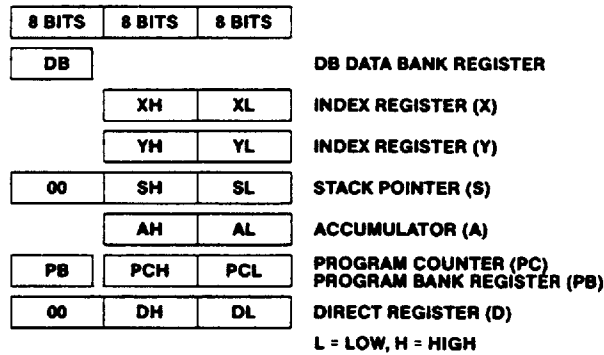 8 BITS 8 BITS 8 BITS
DB DB DATA BANK REGISTER
XH XL INDEX REGISTER (X)
YH YL INDEX REGISTER (Y)
00 SH SL STACK POINTER (S)
AH AL ACCUMULATOR (A)
PB PCH PCL PROGRAM COUNTER (PC)
PROGRAM BANK REGISTER (PB)
00 DH DL DIRECT REGISTER (D)
L = LOW, H = HIGH